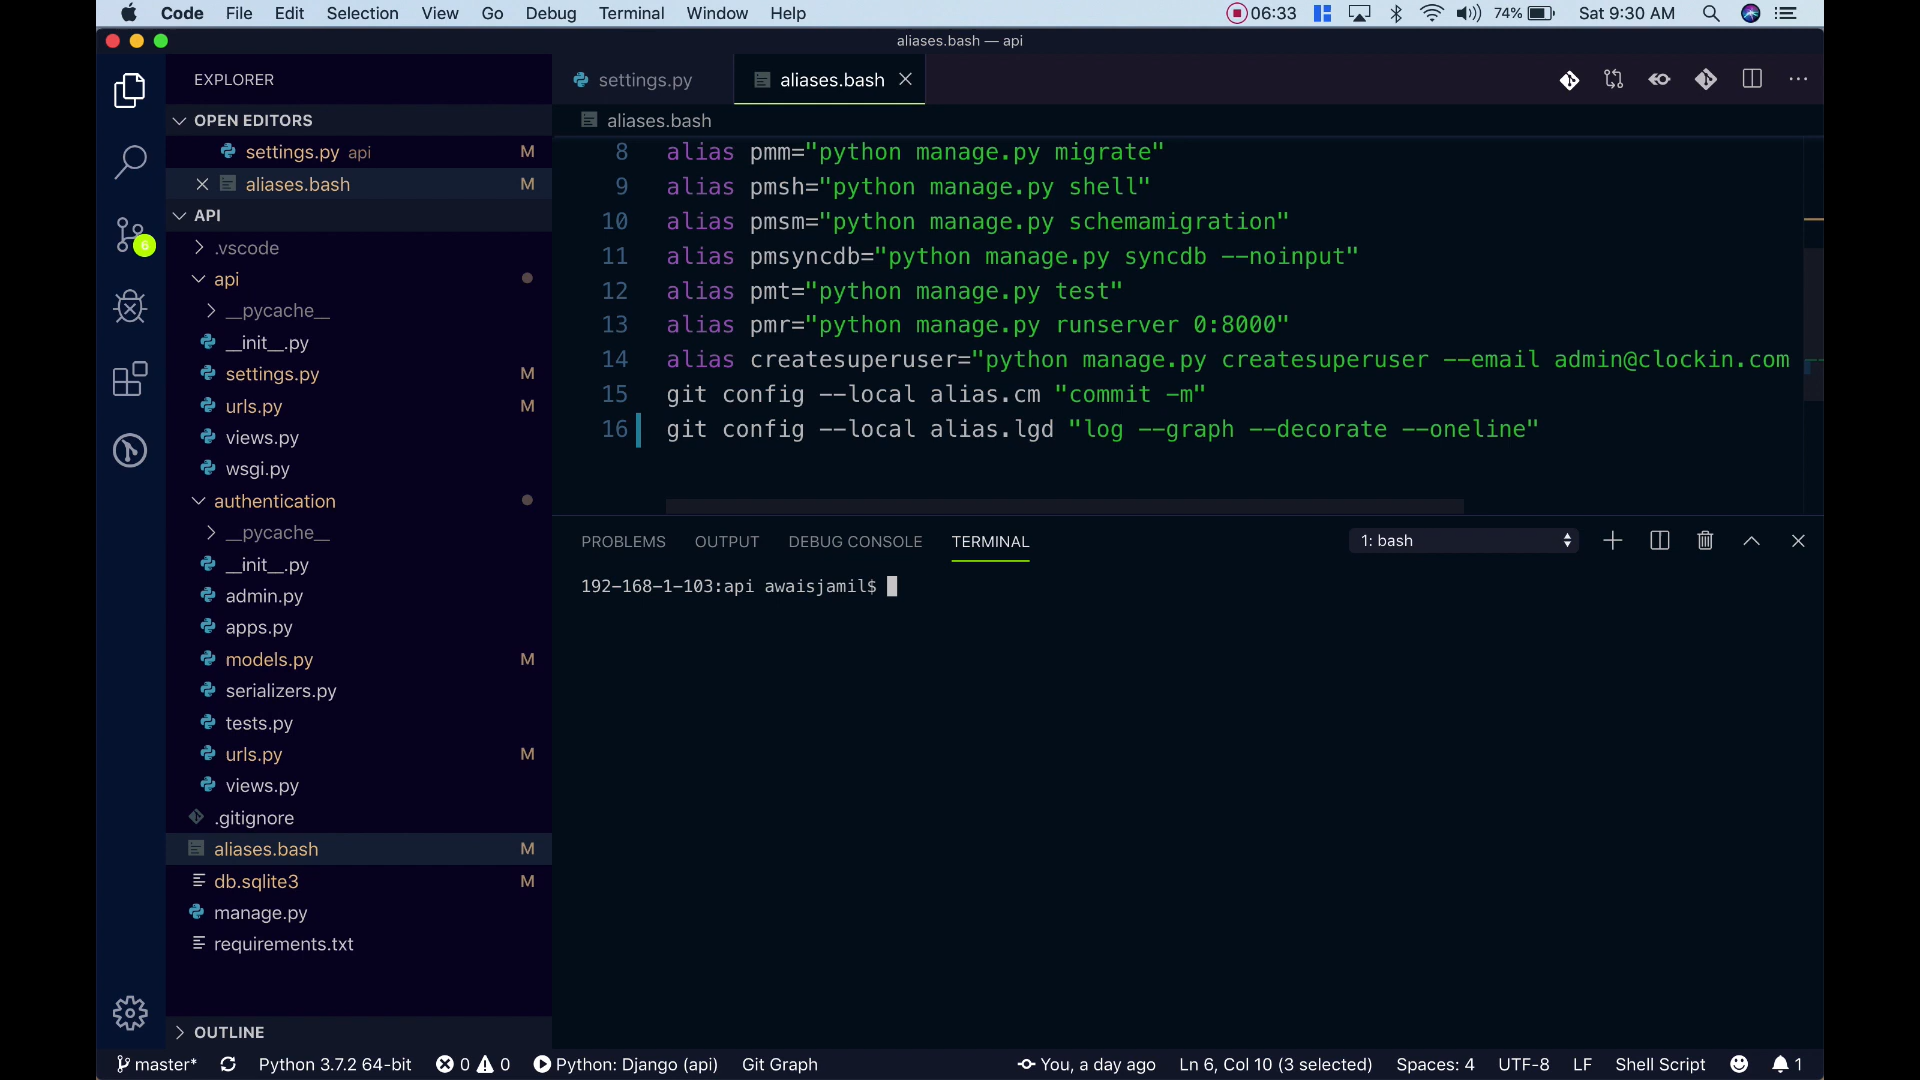 Code File Edit Selection View Go Debug Terminal Window Help 06:33 74% Sat 9:30 AM
aliases.bash — api
EXPLORER
OPEN EDITORS
settings.py api M
aliases.bash M
API
.vscode
api
__pycache__
__init__.py
settings.py M
urls.py M
views.py
wsgi.py
authentication
__pycache__
__init__.py
admin.py
apps.py
models.py M
serializers.py
tests.py
urls.py M
views.py
.gitignore
aliases.bash M
db.sqlite3 M
manage.py
requirements.txt
OUTLINE
6
settings.py aliases.bash
aliases.bash
8 alias pmm="python manage.py migrate"
9 alias pmsh="python manage.py shell"
10 alias pmsm="python manage.py schemamigration"
11 alias pmsyncdb="python manage.py syncdb --noinput"
12 alias pmt="python manage.py test"
13 alias pmr="python manage.py runserver 0:8000"
14 alias createsuperuser="python manage.py createsuperuser --email admin@clockin.com
15 git config --local alias.cm "commit -m"
16 git config --local alias.lgd "log --graph --decorate --oneline"
PROBLEMS OUTPUT DEBUG CONSOLE TERMINAL 1: bash
192-168-1-103:api awaisjamil$
master* Python 3.7.2 64-bit 0 0 Python: Django (api) Git Graph You, a day ago Ln 6, Col 10 (3 selected) Spaces: 4 UTF-8 LF Shell Script 1